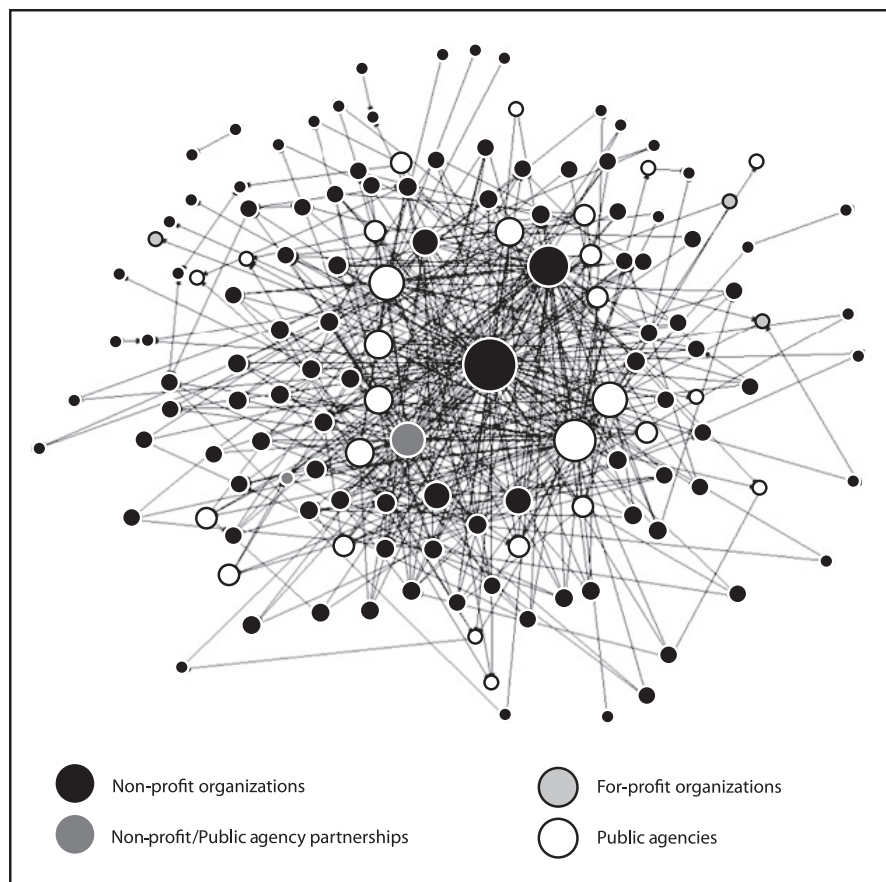 Non-profit organizations
For-profit organizations
Non-profit/Public agency partnerships
Public agencies